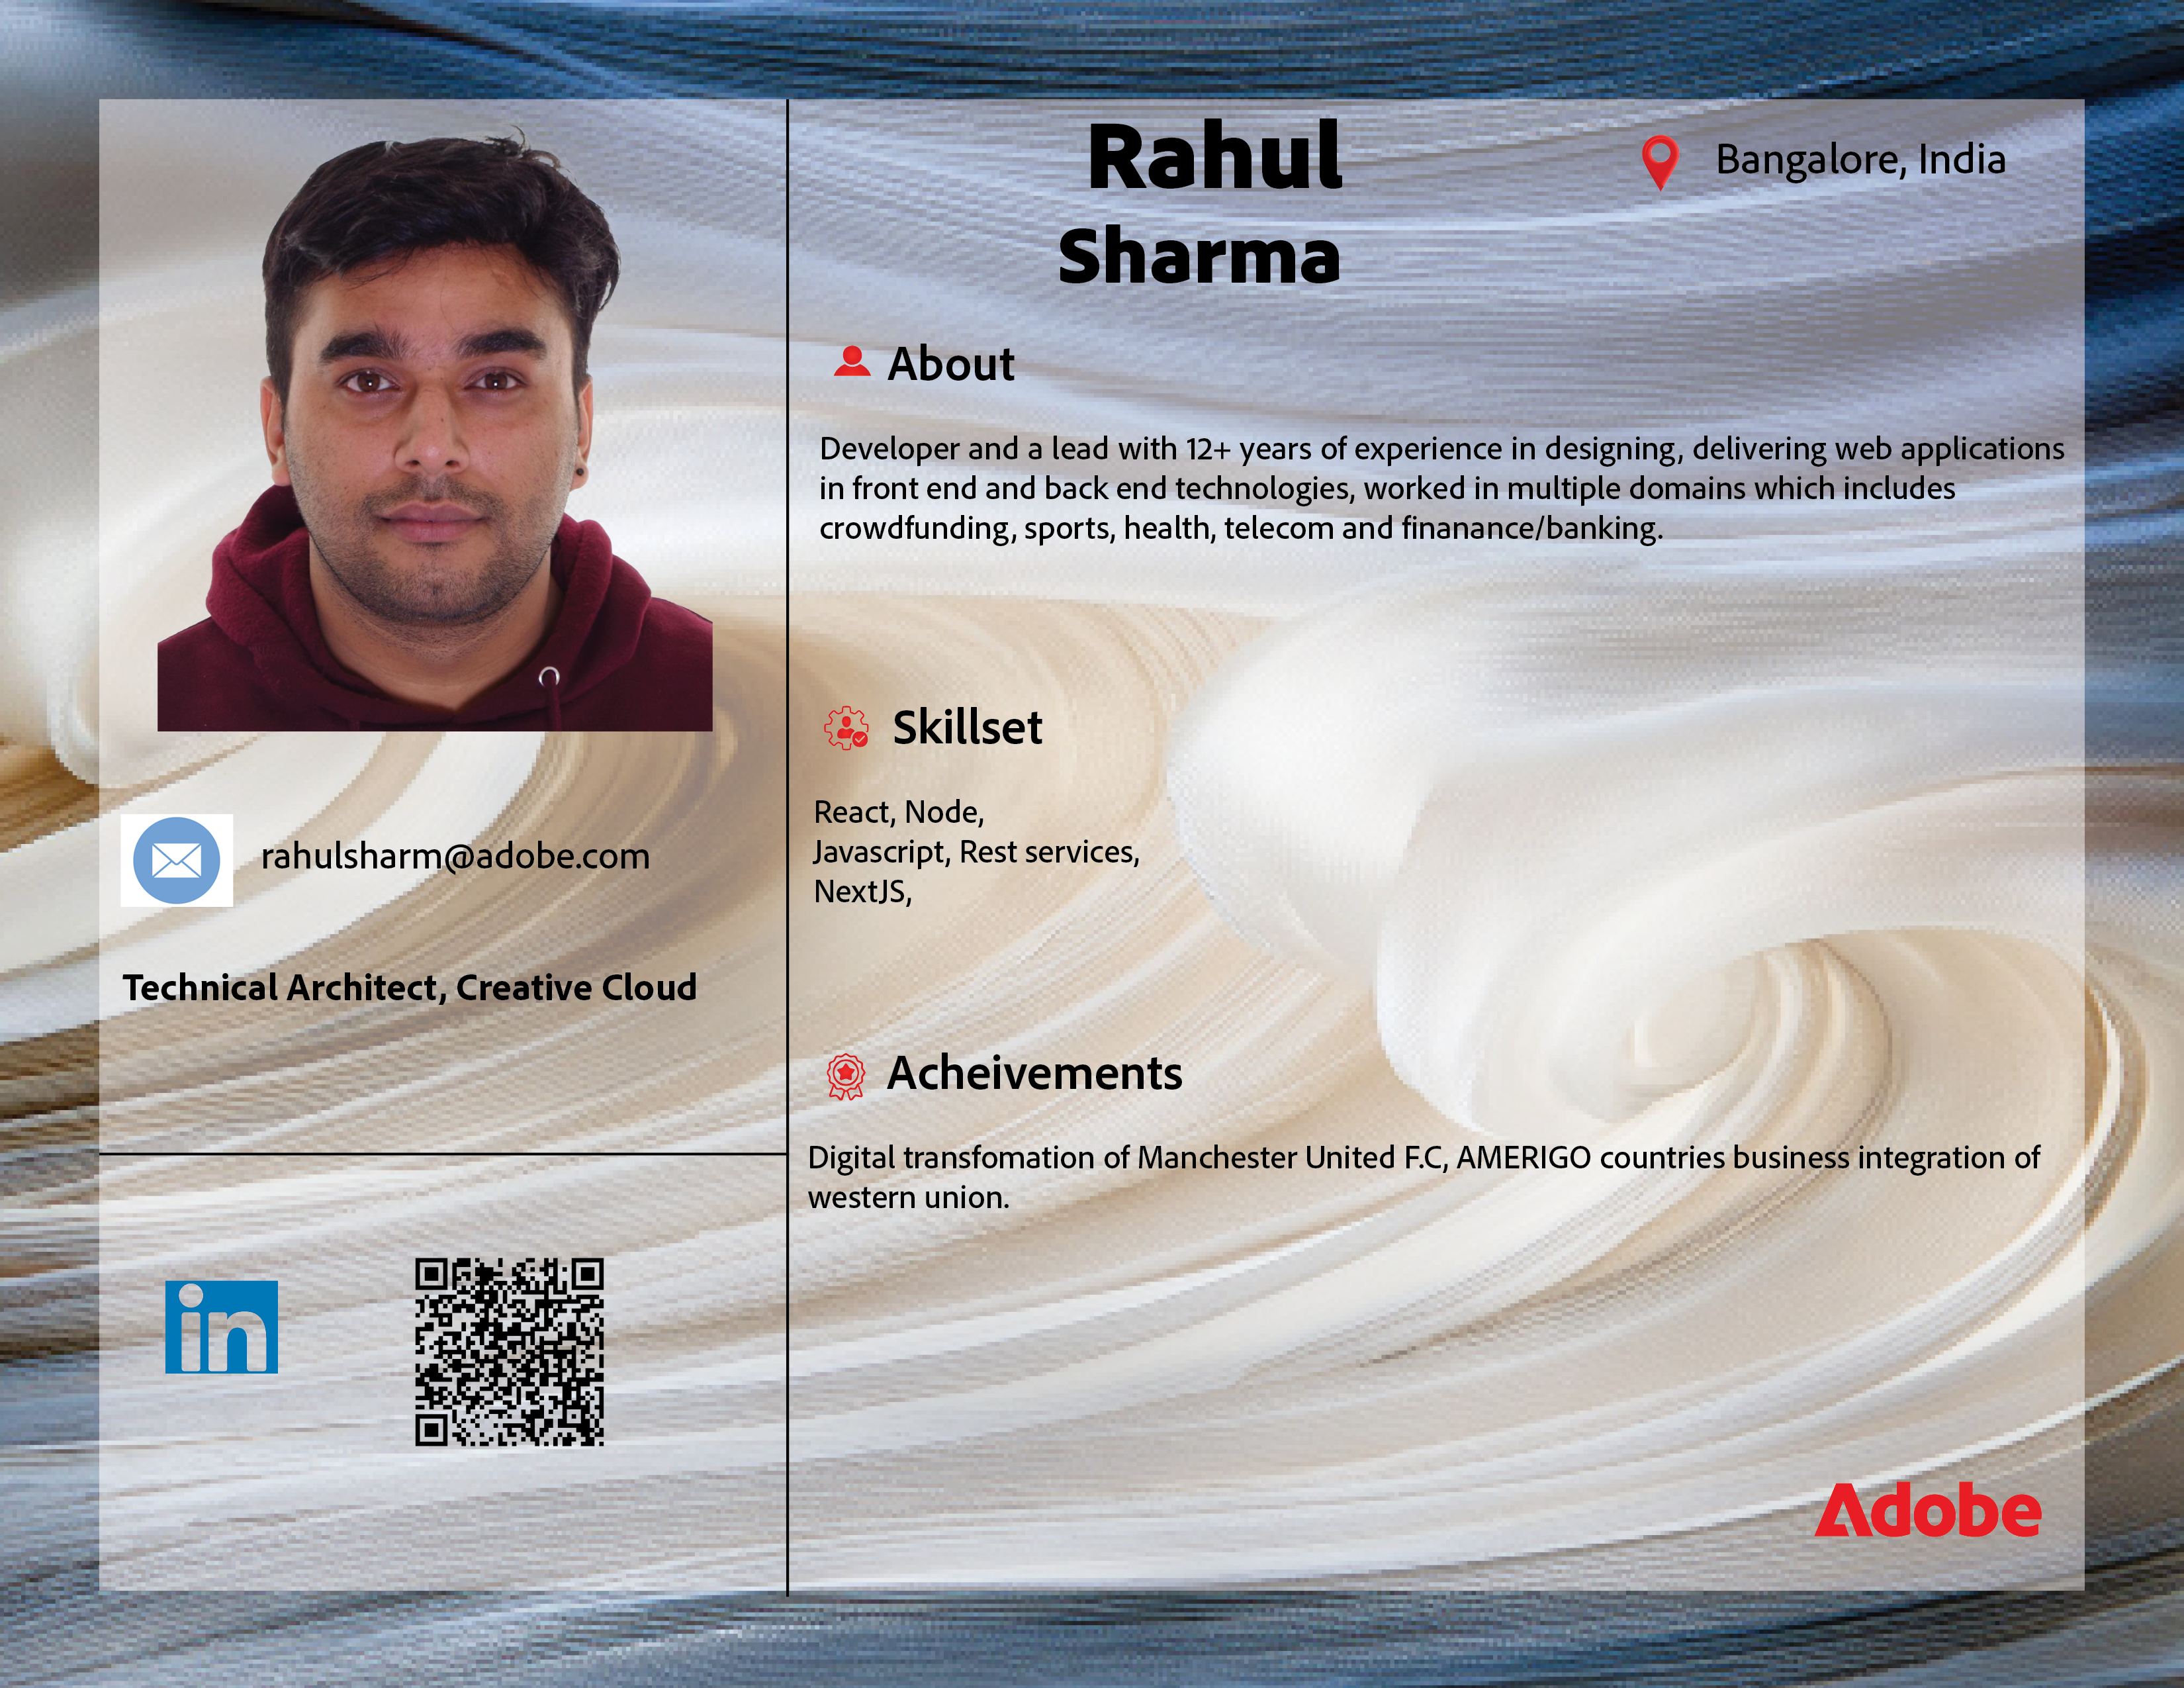 Rahul
Sharma
Bangalore, India
About
Developer and a lead with 12+ years of experience in designing, delivering web applications
in front end and back end technologies, worked in multiple domains which includes
crowdfunding, sports, health, telecom and finanance/banking.
Skillset
React, Node,
Javascript, Rest services,
NextJS,
rahulsharm@adobe.com
Technical Architect, Creative Cloud
Acheivements
Digital transfomation of Manchester United F.C, AMERIGO countries business integration of
western union.
in
Adobe